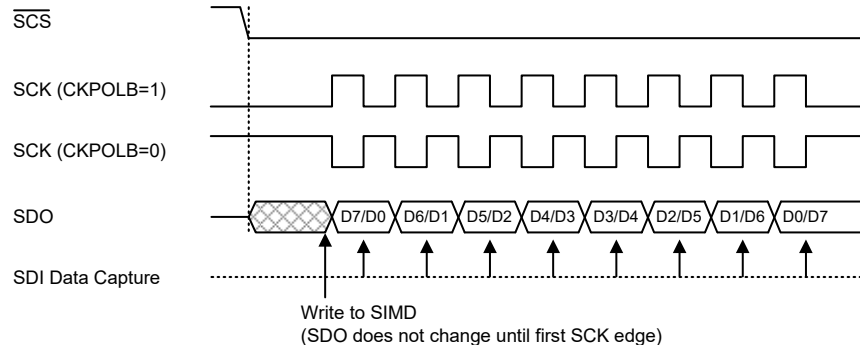 SCS
SCK (CKPOLB=1)
SCK (CKPOLB=0)
SDO D7/D0 D6/D1 D5/D2 D4/D3 D3/D4 D2/D5 D1/D6 D0/D7
SDI Data Capture
Write to SIMD
(SDO does not change until first SCK edge)